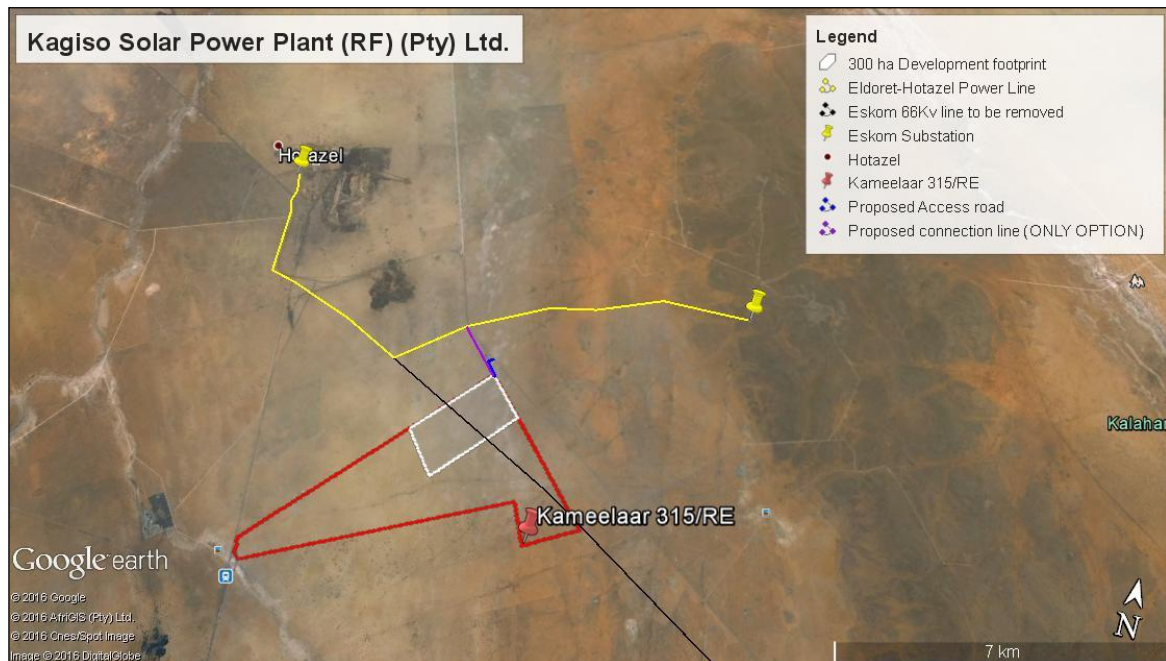 Kagiso Solar Power Plant (RF) (Pty) Ltd.
Legend
300 ha Development footprint
Eldoret-Hotazel Power Line
Eskom 66Kv line to be removed
Eskom Substation
Hotazel
Kameelaar 315/RE
Proposed Access road
Proposed connection line (ONLY OPTION)
Hotazel
Kalahar
Kameelaar 315/RE
Google earth
© 2016 Google
© 2016 AfriGIS (Pty) Ltd.
© 2016 Cnes/Spot Image
Image © 2016 DigitalGlobe
N
7 km